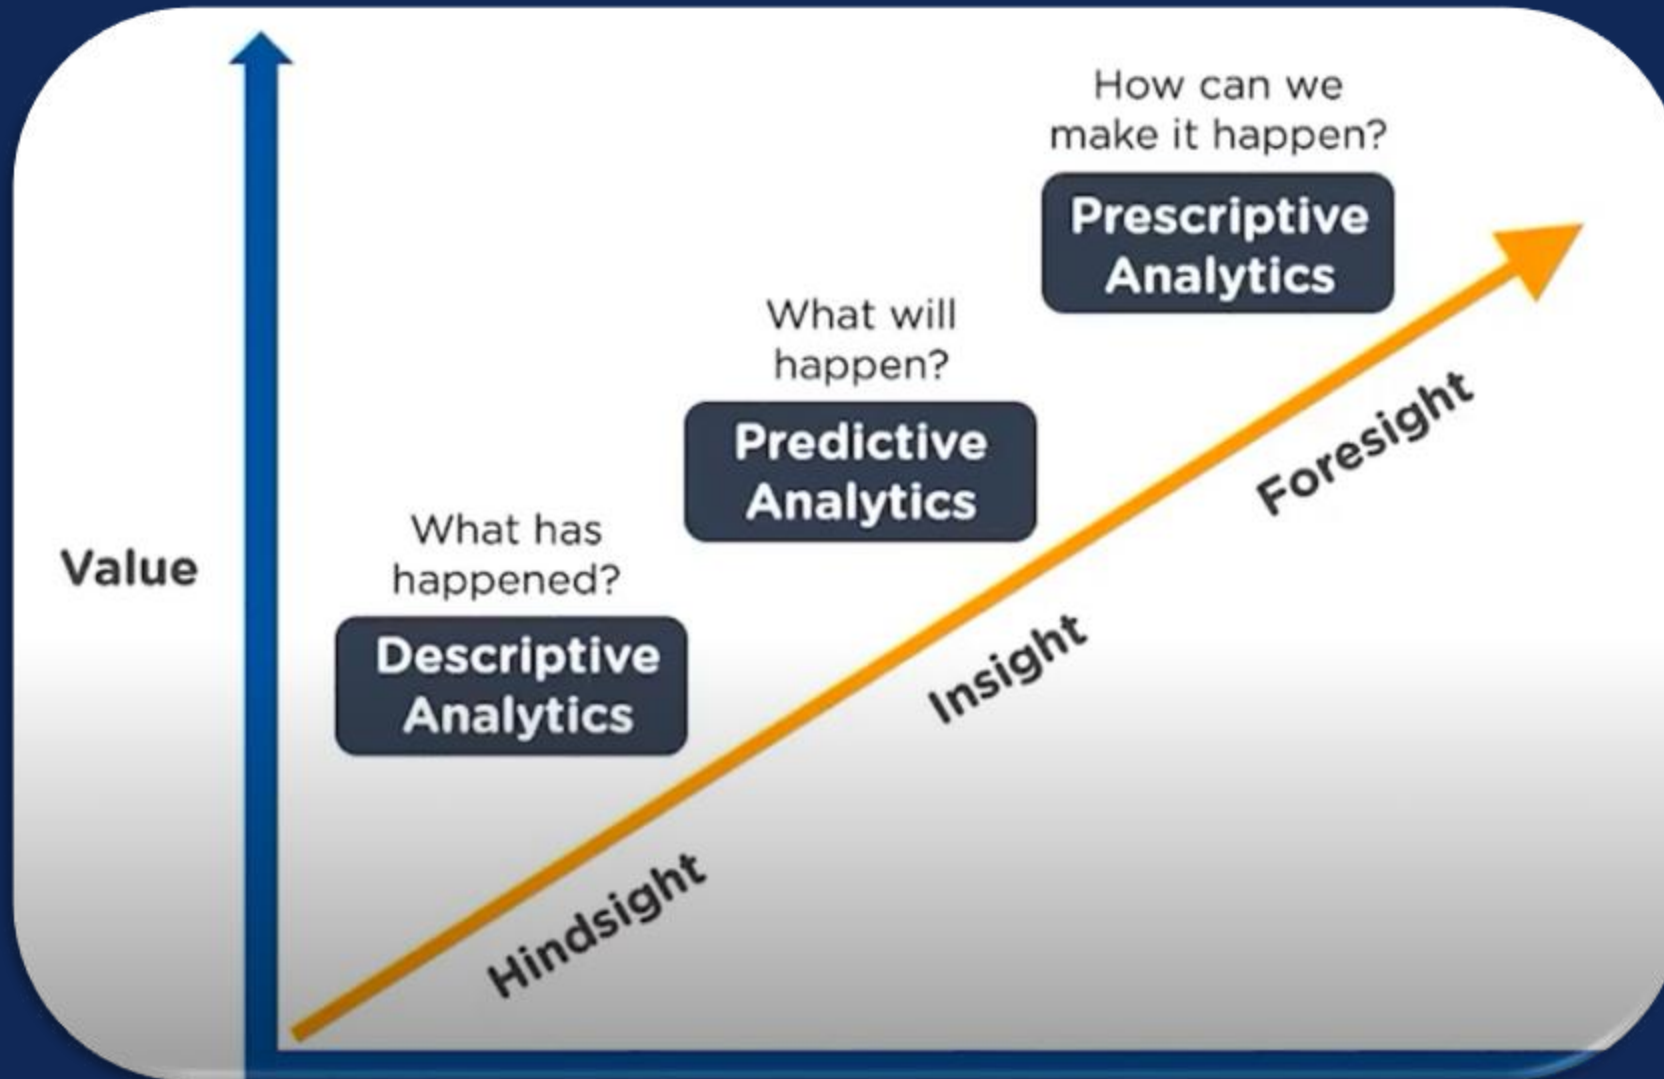 How can we
make it happen?
Prescriptive
Analytics
What will
happen?
Predictive
Analytics
What has
happened?
Descriptive
Analytics
Value
Foresight
Insight
Hindsight